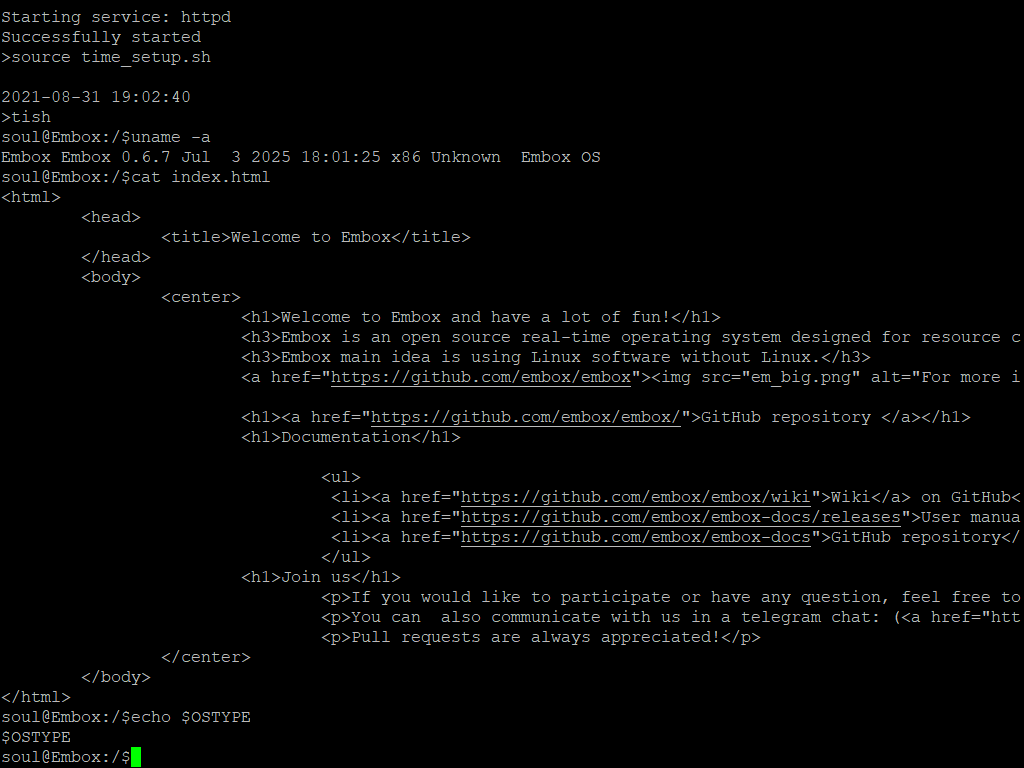 Starting service: httpd
Successfully started
>source time_setup.sh
2021-08-31 19:02:40
>tish
soul@Embox:/$uname -a
Embox Embox 0.6.7 Jul  3 2025 18:01:25 x86 Unknown  Embox OS
soul@Embox:/$cat index.html
<html>
        <head>
                <title>Welcome to Embox</title>
        </head>
        <body>
                <center>
                        <h1>Welcome to Embox and have a lot of fun!</h1>
                        <h3>Embox is an open source real-time operating system designed for resource c
                        <h3>Embox main idea is using Linux software without Linux.</h3>
                        <a href="https://github.com/embox/embox"><img src="em_big.png" alt="For more i
                        <h1><a href="https://github.com/embox/embox/">GitHub repository </a></h1>
                        <h1>Documentation</h1>
                                <ul>
                                 <li><a href="https://github.com/embox/embox/wiki">Wiki</a> on GitHub<
                                 <li><a href="https://github.com/embox/embox-docs/releases">User manua
                                 <li><a href="https://github.com/embox/embox-docs">GitHub repository</
                                </ul>
                        <h1>Join us</h1>
                                <p>If you would like to participate or have any question, feel free to
                                <p>You can  also communicate with us in a telegram chat: (<a href="htt
                                <p>Pull requests are always appreciated!</p>
                </center>
        </body>
</html>
soul@Embox:/$echo $OSTYPE
$OSTYPE
soul@Embox:/$